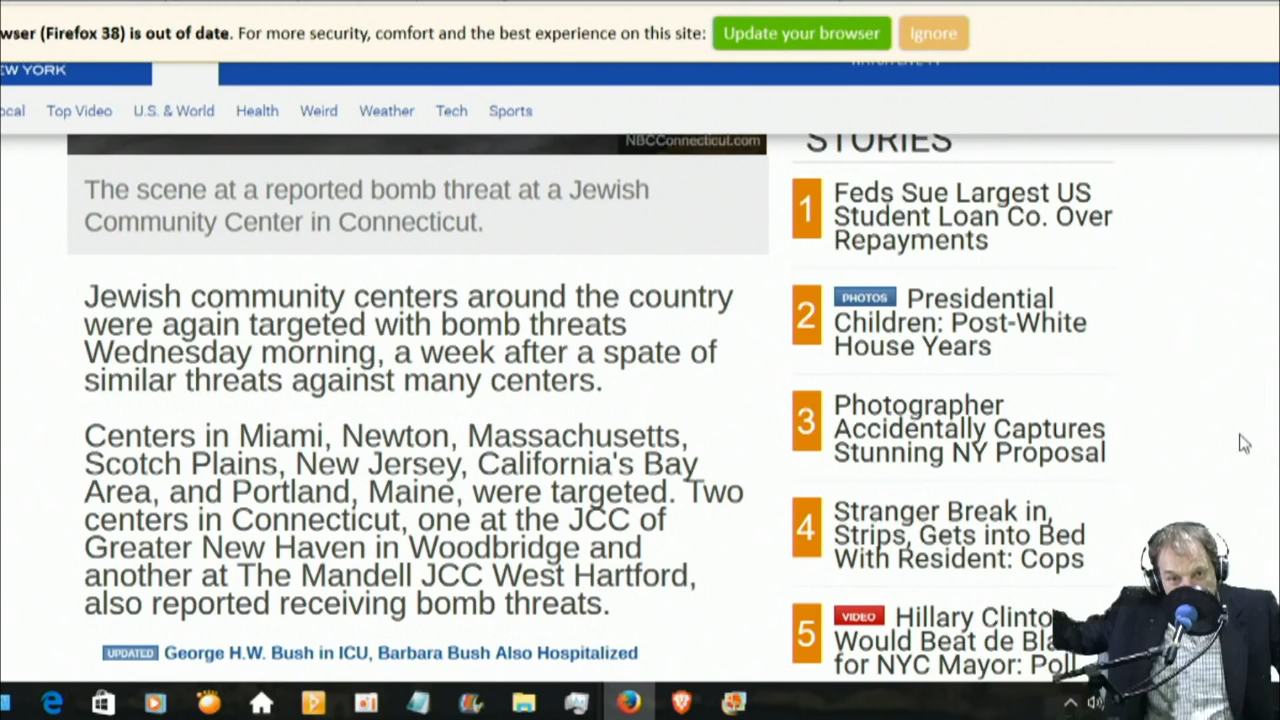 (Firefox 38) is out of date. For more security, comfort and the best experience on this site:
Update your browser
Ignore
YORK
Top Video
U.S. & World
Health
Weird
Weather
Tech
Sports
NBCConnecticut.com
The scene at a reported bomb threat at a Jewish
Community Center in Connecticut.
Jewish community centers around the country
were again targeted with bomb threats
Wednesday morning, a week after a spate of
similar threats against many centers.
Centers in Miami, Newton, Massachusetts,
Scotch Plains, New Jersey, California's Bay
Area, and Portland, Maine, were targeted. Two
centers in Connecticut, one at the JCC of
Greater New Haven in Woodbridge and
another at The Mandell JCC West Hartford,
also reported receiving bomb threats.
UPDATED George H.W. Bush in ICU, Barbara Bush Also Hospitalized
STORIES
1
Feds Sue Largest US
Student Loan Co. Over
Repayments
2
PHOTOS Presidential
Children: Post-White
House Years
3
Photographer
Accidentally Captures
Stunning NY Proposal
4
Stranger Break in,
Strips, Gets into Bed
With Resident: Cops
5
VIDEO Hillary Clinto
Would Beat de Bla
for NYC Mayor: Poll